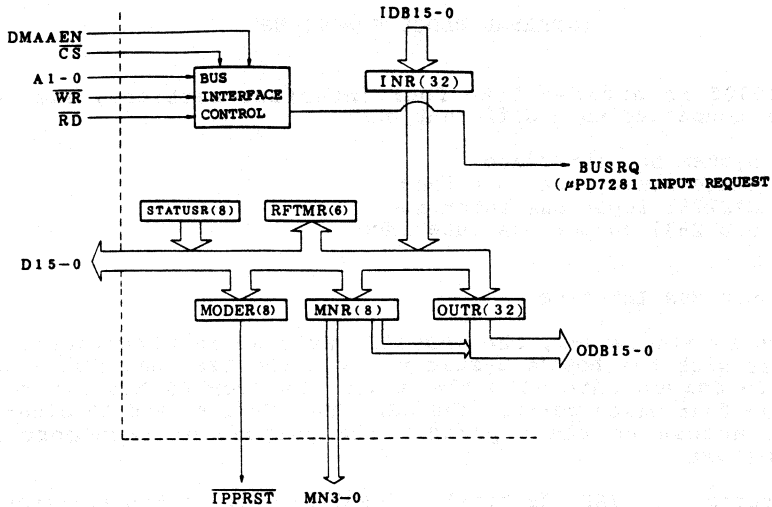 IDB15-0
DMAAEN
CS
A1-0
WR
RD
BUS
INTERFACE
CONTROL
INR(32)
BUSRQ
(μPD7281 INPUT REQUEST
STATUSR(8)
RFTMR(6)
D15-0
MODER(8)
MNR(8)
OUTR(32)
ODB15-0
IPPRST
MN3-0